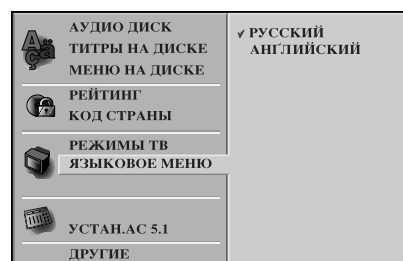 АУДИО ДИСК
ТИТРЫ НА ДИСКЕ
МЕНЮ НА ДИСКЕ
РЕЙТИНГ
КОД СТРАНЫ
РЕЖИМЫ ТВ
ЯЗЫКОВОЕ МЕНЮ
УСТАН.АС 5.1
ДРУГИЕ
РУССКИЙ
АНГЛИЙСКИЙ